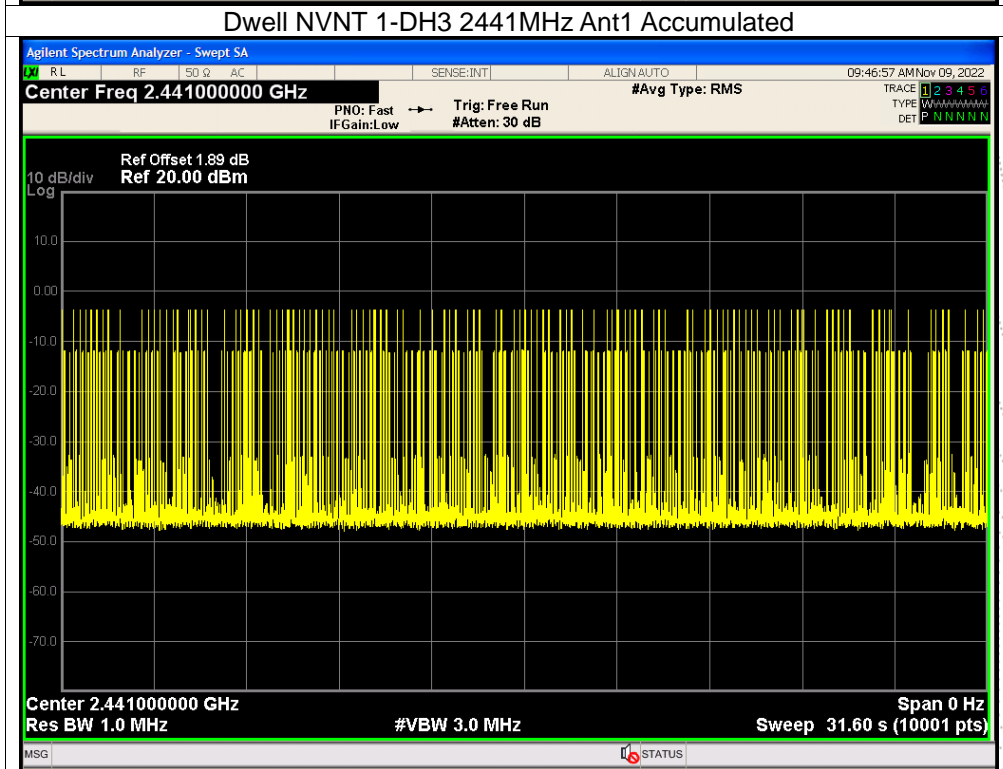 Dwell NVNT 1-DH3 2441MHz Ant1 Accumulated
Agilent Spectrum Analyzer - Swept SA
LXI RL RF 50 Ω AC SENSE:INT ALIGN AUTO 09:46:57 AM Nov 09, 2022
Center Freq 2.441000000 GHz #Avg Type: RMS TRACE 1 2 3 4 5 6
PNO: Fast Trig: Free Run TYPE WWWWWW
IFGain:Low #Atten: 30 dB DET P N N N N N
Ref Offset 1.89 dB
10 dB/div Ref 20.00 dBm
Log
10.0
0.00
-10.0
-20.0
-30.0
-40.0
-50.0
-60.0
-70.0
Center 2.441000000 GHz Span 0 Hz
Res BW 1.0 MHz #VBW 3.0 MHz Sweep 31.60 s (10001 pts)
MSG STATUS